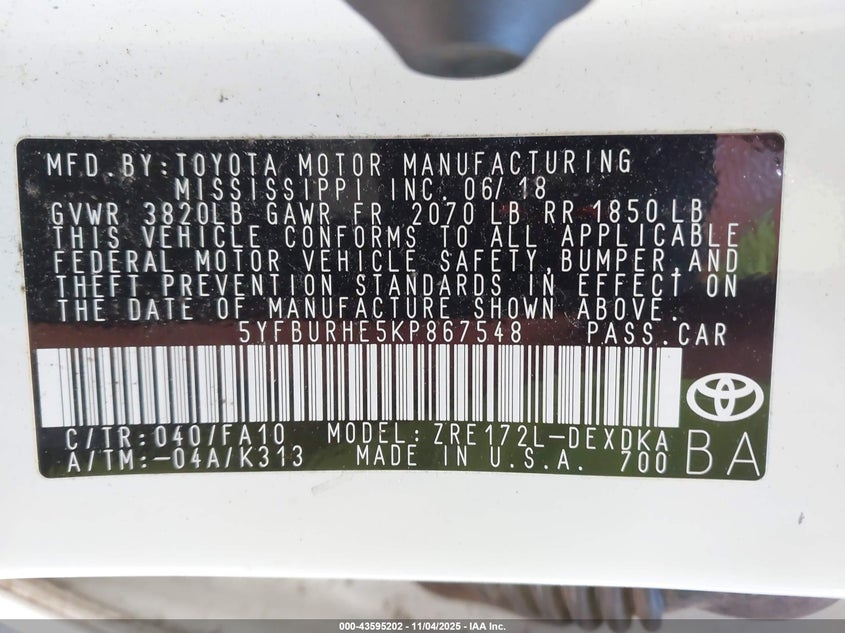 MFD.BY:TOYOTA MOTOR MANUFACTURING
MISSISSIPPI INC. 06/18
GVWR 3820LB GAWR FR 2070 LB RR 1850 LB
THIS VEHICLE CONFORMS TO ALL APPLICABLE
FEDERAL MOTOR VEHICLE SAFETY,BUMPER,AND
THEFT PREVENTION STANDARDS IN EFFECT ON
THE DATE OF MANUFACTURE SHOWN ABOVE.
5YFBURHE5KP867548 PASS.CAR
C/TR:040/FA10 MODEL:ZRE172L-DEXDKA
A/TM:-04A/K313 MADE IN U.S.A. 700 BA
000-43595202 - 11/04/2025 - IAA Inc.